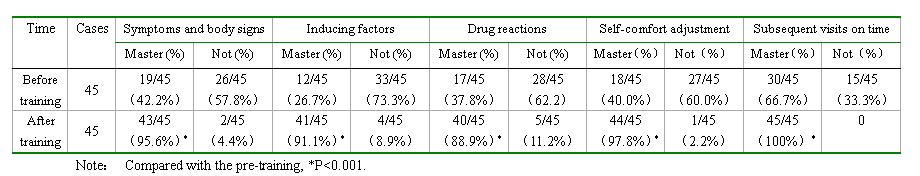 Time Cases Symptoms and body signs Inducing factors Drug reactions Self-comfort adjustment Subsequent visits on time
Master(%) Not(%) Master(%) Not(%) Master(%) Not(%) Master(%) Not（%） Master(%) Not（%）
Before training 45 19/45 (42.2%) 26/45 (57.8%) 12/45 (26.7%) 33/45 (73.3%) 17/45 (37.8%) 28/45 (62.2) 18/45 (40.0%) 27/45 (60.0%) 30/45 (66.7%) 15/45 (33.3%)
After training 45 43/45 (95.6%)* 2/45 (4.4%) 41/45 (91.1%)* 4/45 (8.9%) 40/45 (88.9%)* 5/45 (11.2%) 44/45 (97.8%)* 1/45 (2.2%) 45/45 (100%)* 0
Note: Compared with the pre-training, *P<0.001.